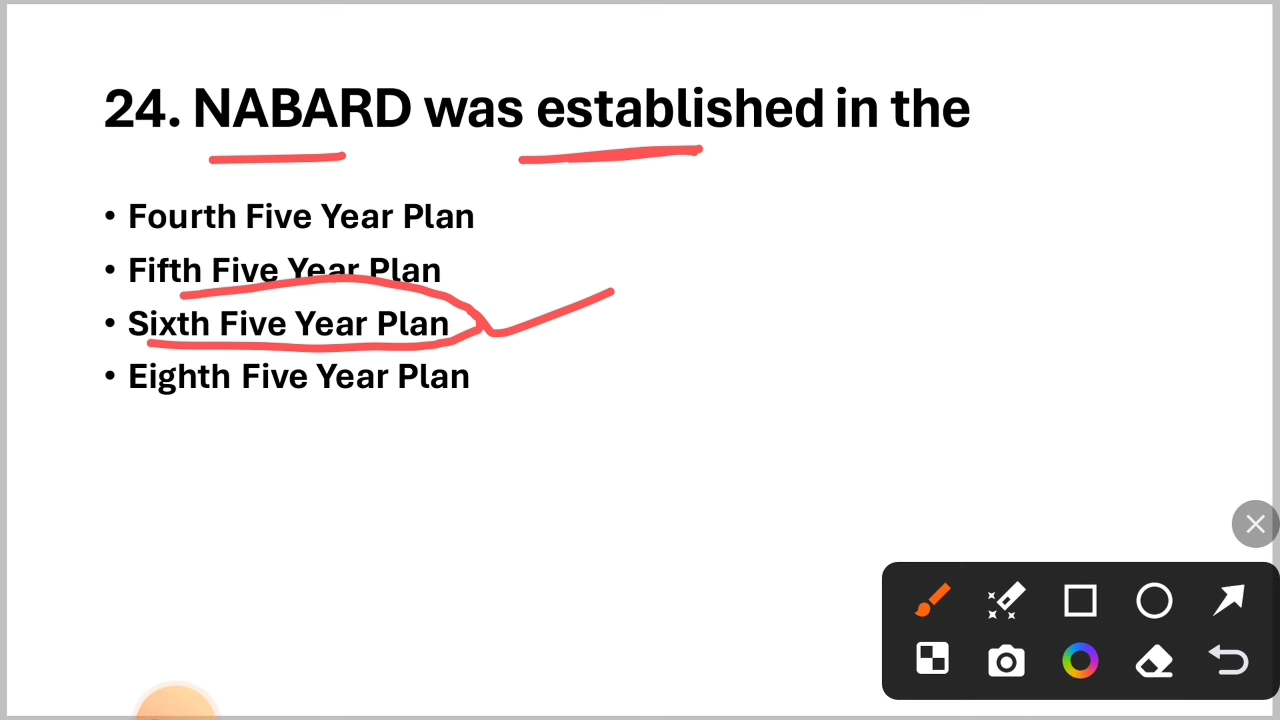 24. NABARD was established in the
• Fourth Five Year Plan
• Fifth Five Year Plan
• Sixth Five Year Plan
• Eighth Five Year Plan